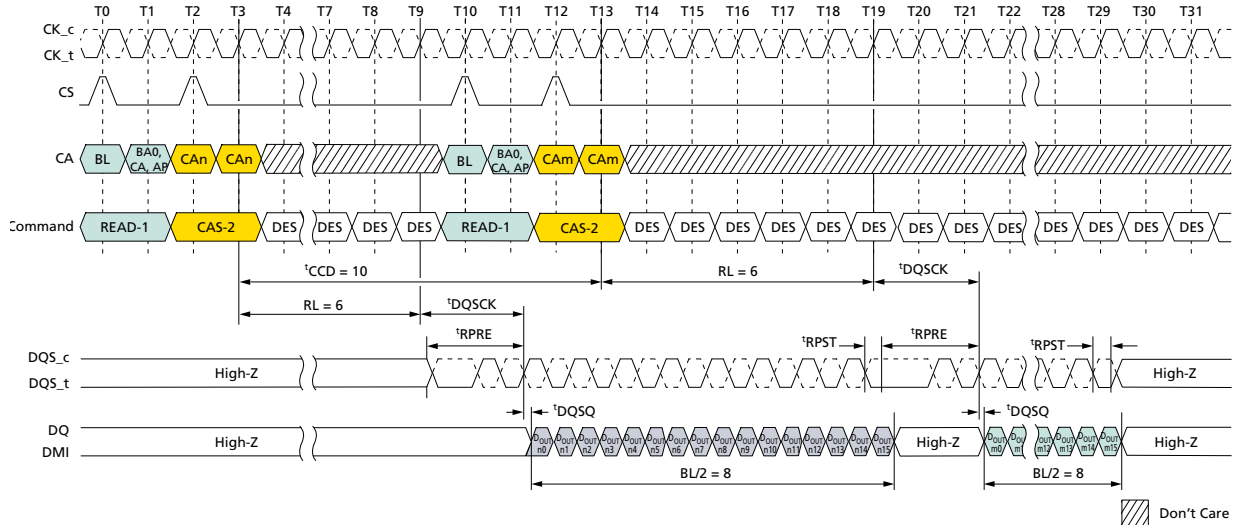 T0 T1 T2 T3 T4 T7 T8 T9 T10 T11 T12 T13 T14 T15 T16 T17 T18 T19 T20 T21 T22 T28 T29 T30 T31
CK_c
CK_t
CS
CA BL BA0, CA, AP CAn CAn BL BA0, CA, AP CAm CAm
Command READ-1 CAS-2 DES DES DES DES READ-1 CAS-2 DES DES DES DES DES DES DES DES DES DES DES DES DES
tCCD = 10 RL = 6 tDQSCK
RL = 6 tDQSCK
tRPRE tRPST tRPRE tRPST
DQS_c
DQS_t High-Z High-Z
tDQSQ tDQSQ
DQ
DMI High-Z DOUT n0 DOUT n1 DOUT n2 DOUT n3 DOUT n4 DOUT n5 DOUT n6 DOUT n7 DOUT n8 DOUT n9 DOUT n10 DOUT n11 DOUT n12 DOUT n13 DOUT n14 DOUT n15 High-Z DOUT m0 DOUT DOUT m12 DOUT m13 DOUT m14 DOUT m15 High-Z
BL/2 = 8 BL/2 = 8
Don't Care